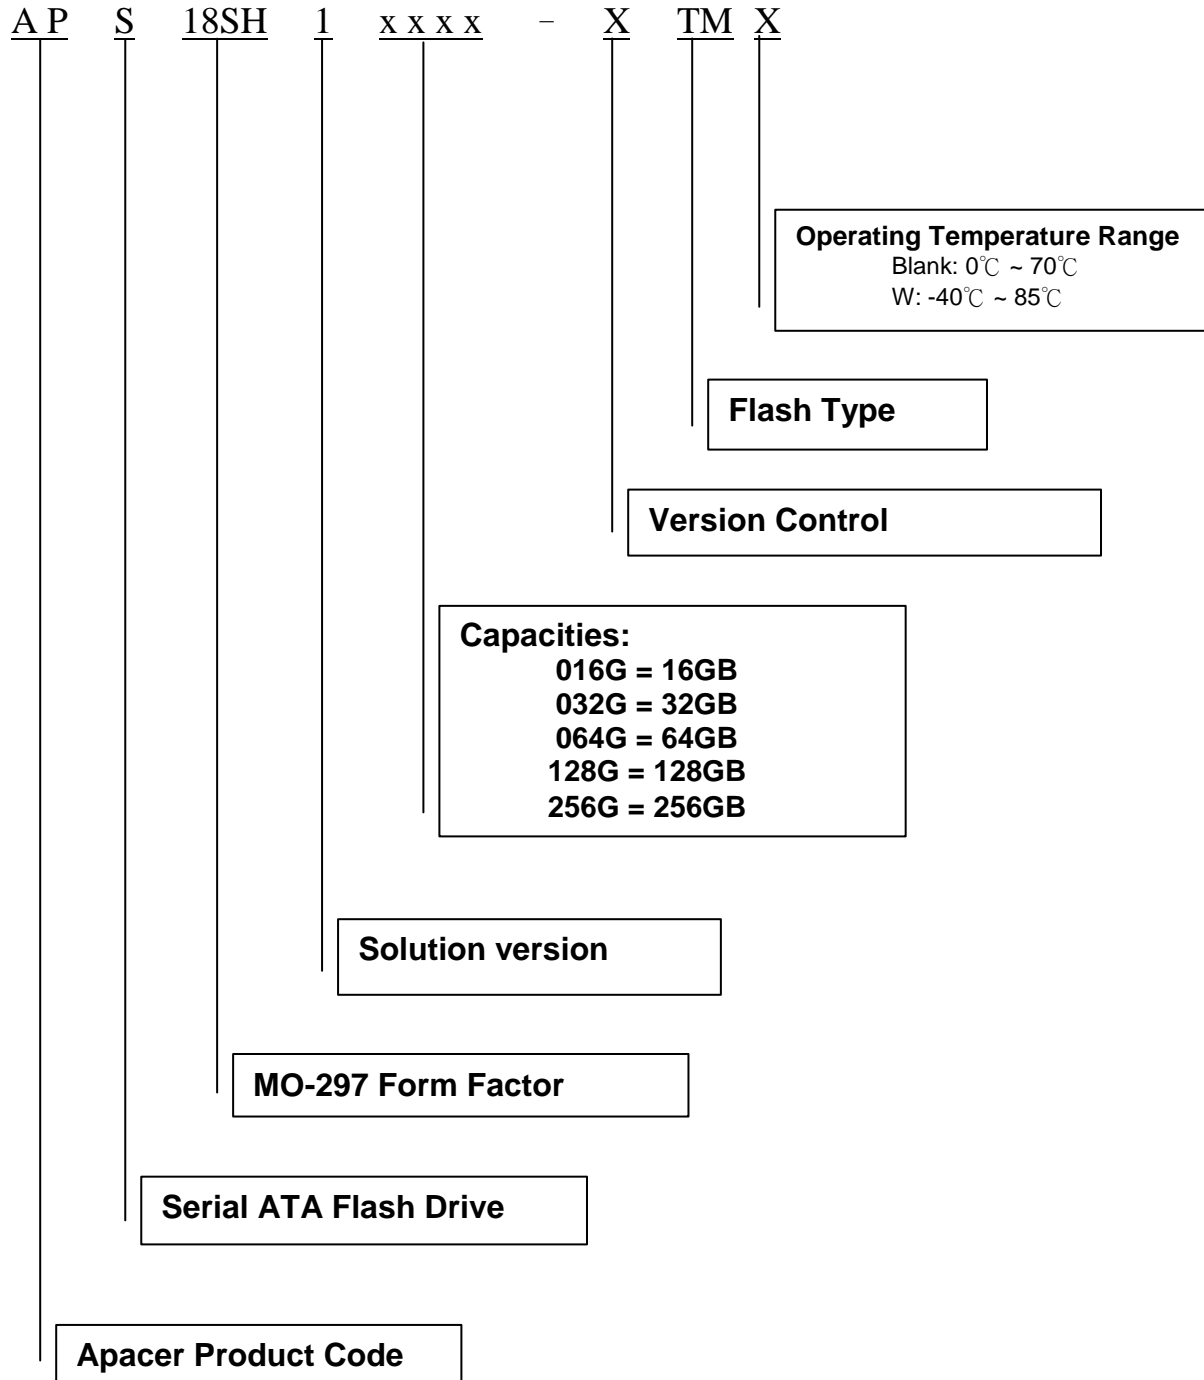 A P S 18SH 1 x x x x – X TM X
Operating Temperature Range
Blank: 0℃ ~ 70℃
W: -40℃ ~ 85℃
Flash Type
Version Control
Capacities:
016G = 16GB
032G = 32GB
064G = 64GB
128G = 128GB
256G = 256GB
Solution version
MO-297 Form Factor
Serial ATA Flash Drive
Apacer Product Code